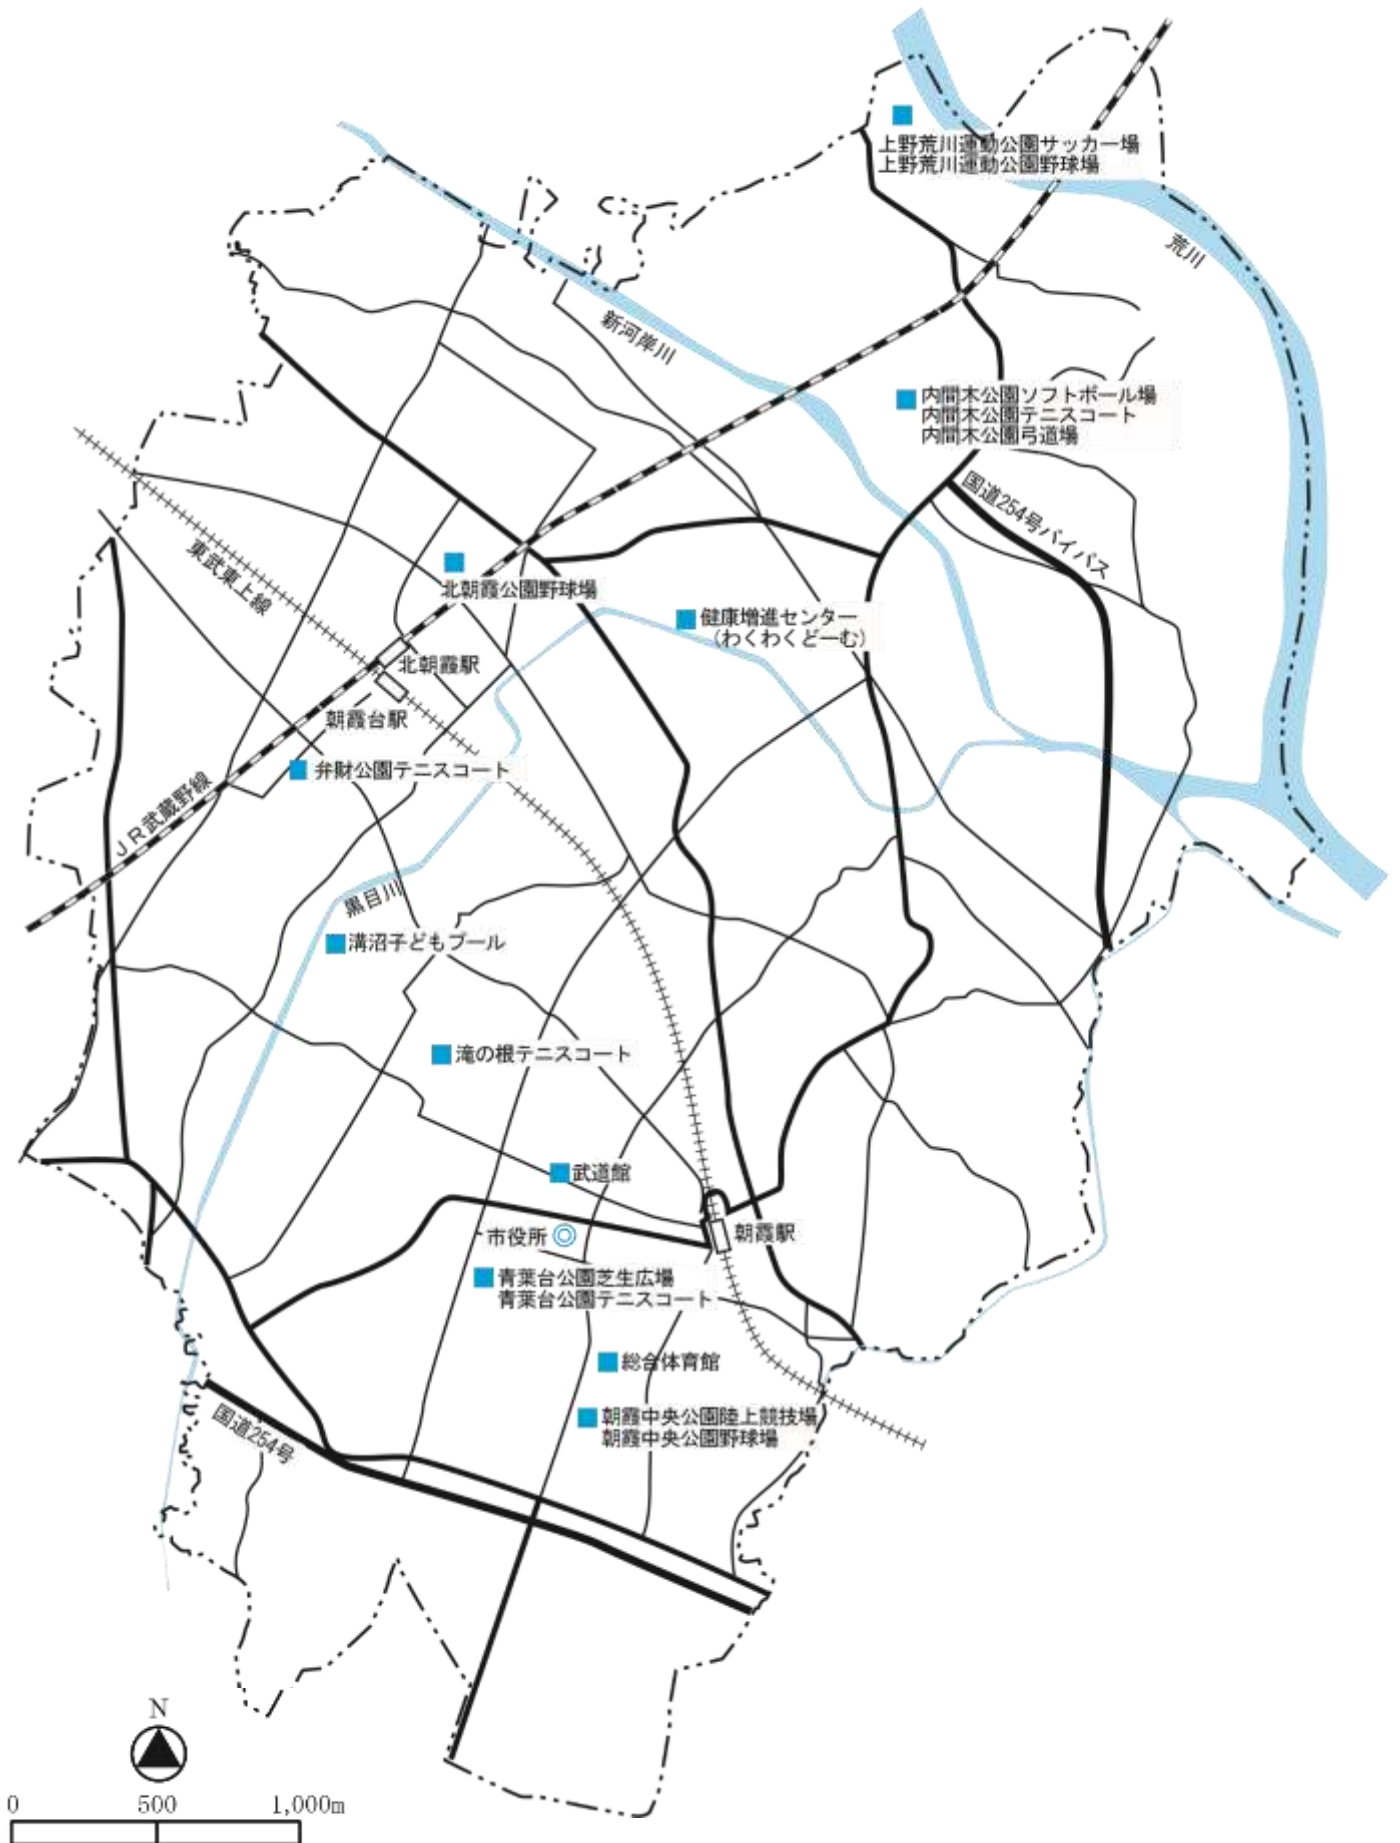 上野荒川運動公園サッカー場
上野荒川運動公園野球場
荒川
新河岸川
内間木公園ソフトボール場
内間木公園テニスコート
内間木公園弓道場
国道254号バイパス
東武東上線
北朝霞公園野球場
健康増進センター
(わくわくどーむ)
北朝霞駅
朝霞台駅
弁財公園テニスコート
JR武蔵野線
黒目川
溝沼子どもプール
滝の根テニスコート
武道館
市役所
朝霞駅
青葉台公園芝生広場
青葉台公園テニスコート
総合体育館
朝霞中央公園陸上競技場
朝霞中央公園野球場
国道254号
N
0 500 1,000m